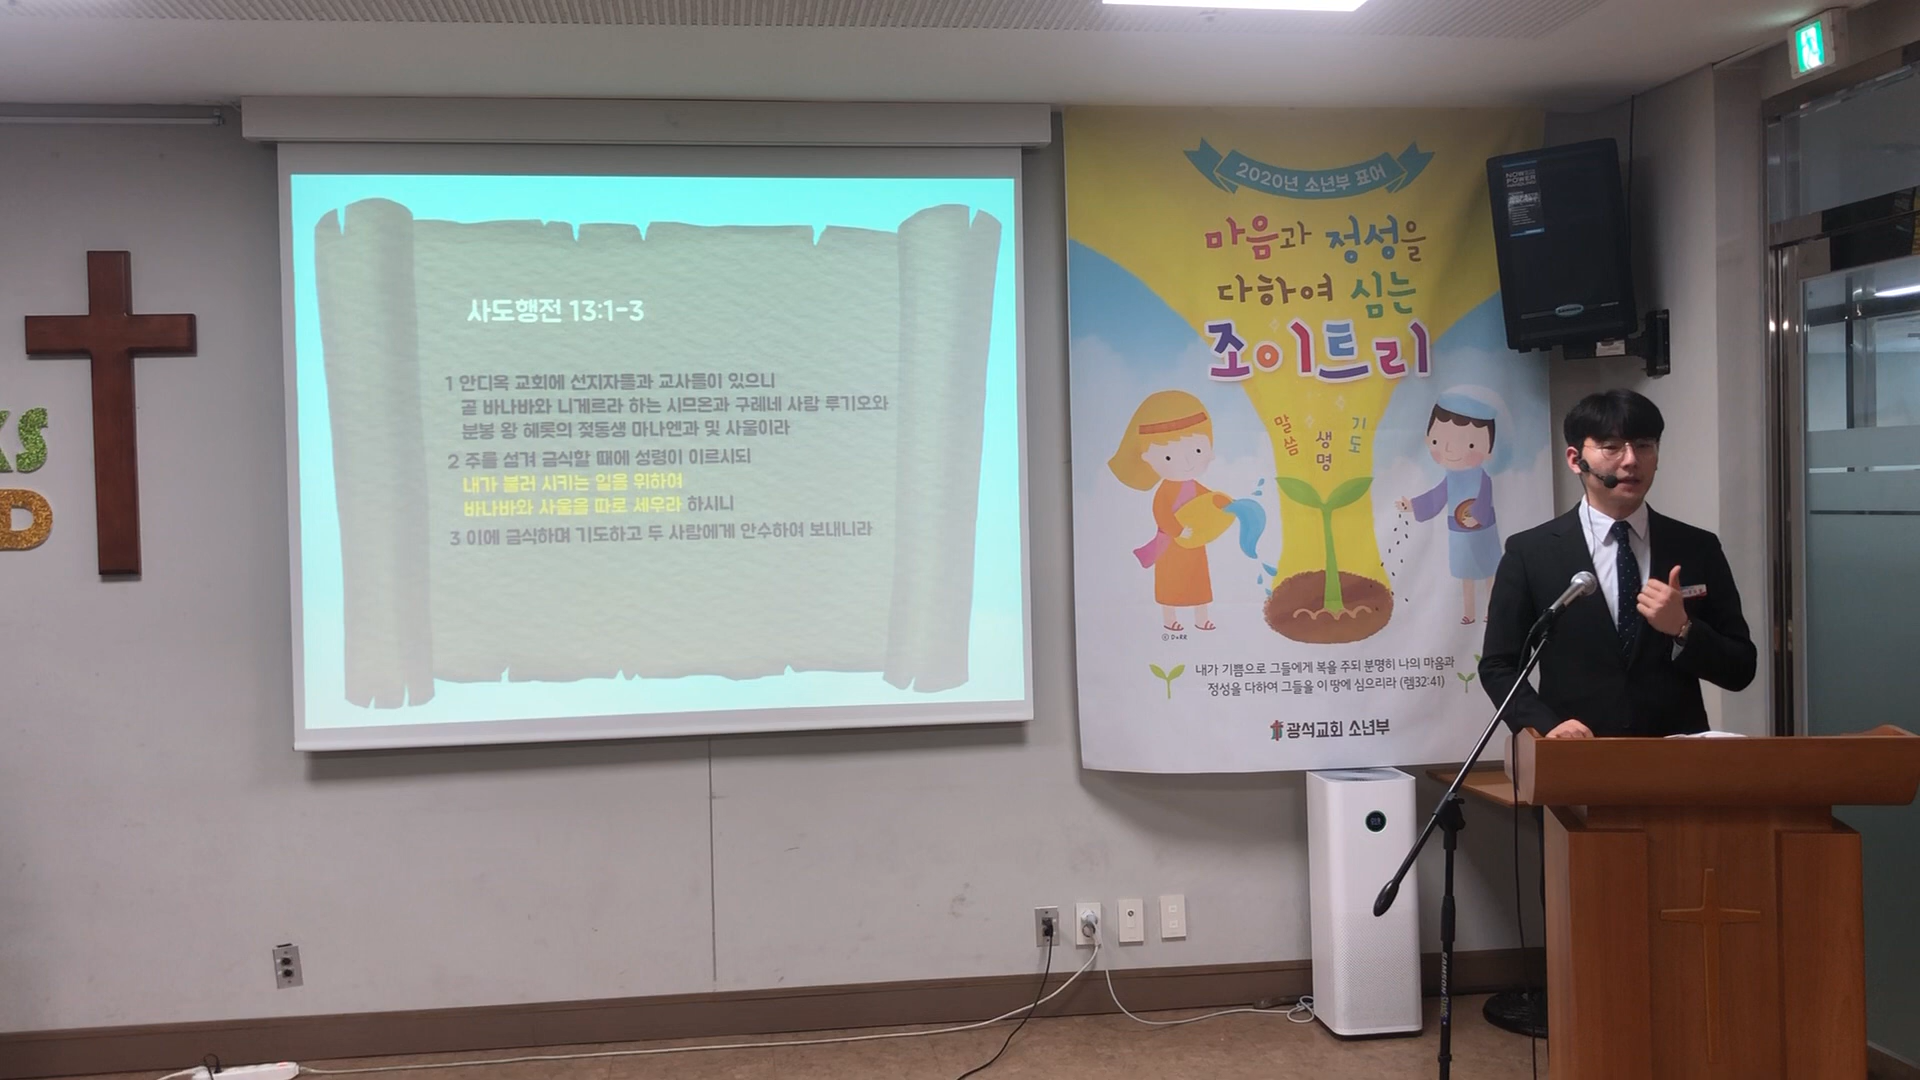 KS
D
사도행전 13:1-3
1 안디옥 교회에 선지자들과 교사들이 있으니
곧 바나바와 니게르라 하는 시므온과 구레네 사람 루기오와
분봉 왕 헤롯의 젖동생 마나엔과 및 사울이라
2 주를 섬겨 금식할 때에 성령이 이르시되
내가 불러 시키는 일을 위하여
바나바와 사울을 따로 세우라 하시니
3 이에 금식하며 기도하고 두 사람에게 안수하여 보내니라
2020년 소년부 표어
마음과 정성을
다하여 심는
조이트리
말씀
생명
기도
© D&RR
내가 기쁨으로 그들에게 복을 주되 분명히 나의 마음과
정성을 다하여 그들을 이 땅에 심으리라 (렘32:41)
광석교회 소년부
POWER
SAMSON